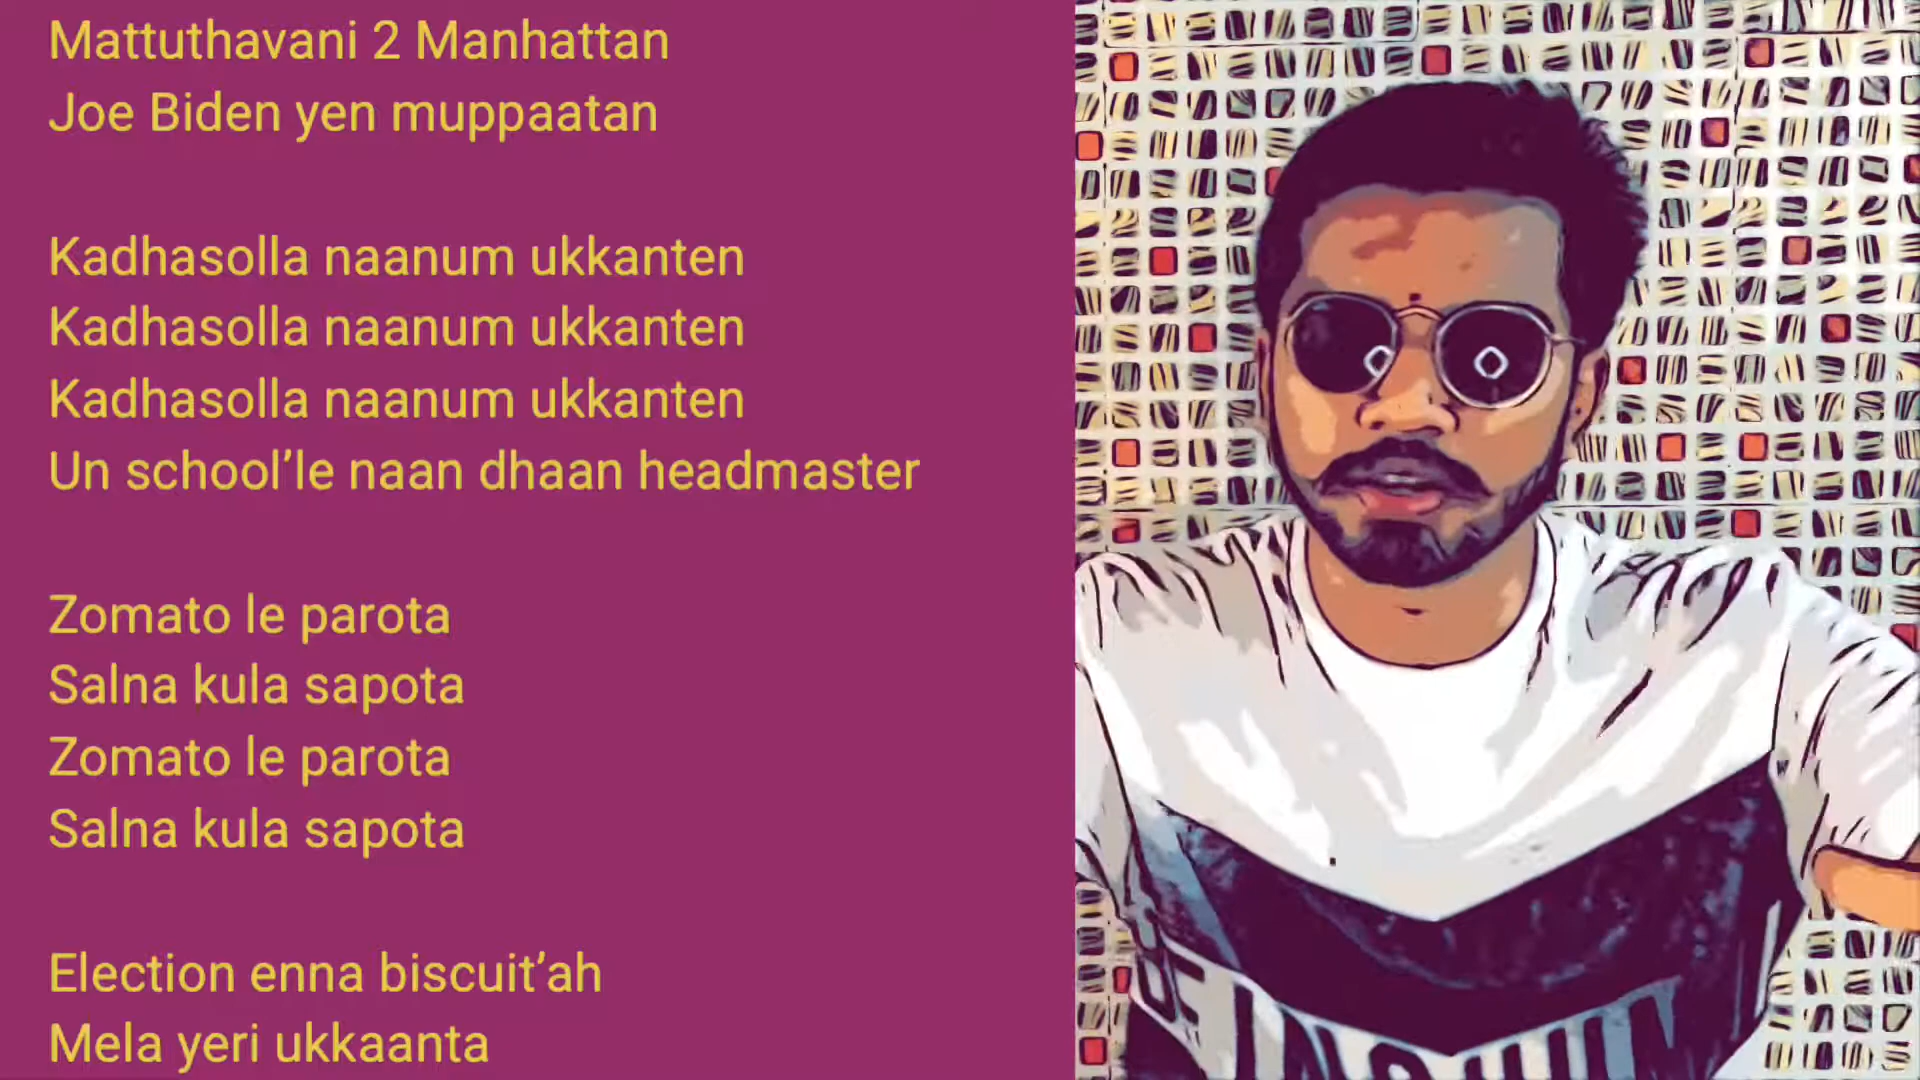 Mattuthavani 2 Manhattan
Joe Biden yen muppaatan
Kadhasolla naanum ukkanten
Kadhasolla naanum ukkanten
Kadhasolla naanum ukkanten
Un school’le naan dhaan headmaster
Zomato le parota
Salna kula sapota
Zomato le parota
Salna kula sapota
Election enna biscuit’ah
Mela yeri ukkaanta